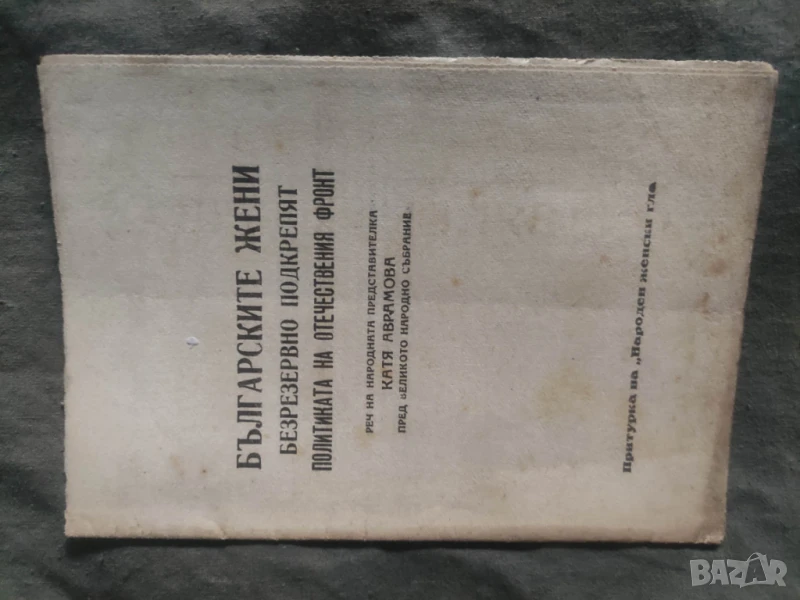 БЪЛГАРСКИТЕ ЖЕНИ
БЕЗРЕЗЕРВНО ПОДКРЕПЯТ
ПОЛИТИКАТА НА ОТЕЧЕСТВЕНИЯ ФРОНТ
РЕЧ НА НАРОДНАТА ПРЕДСТАВИТЕЛКА
КАТЯ АВРАМОВА
ПРЕД ВЕЛИКОТО НАРОДНО СЪБРАНИЕ
Притурка на „Народен женски гла
BAZAR